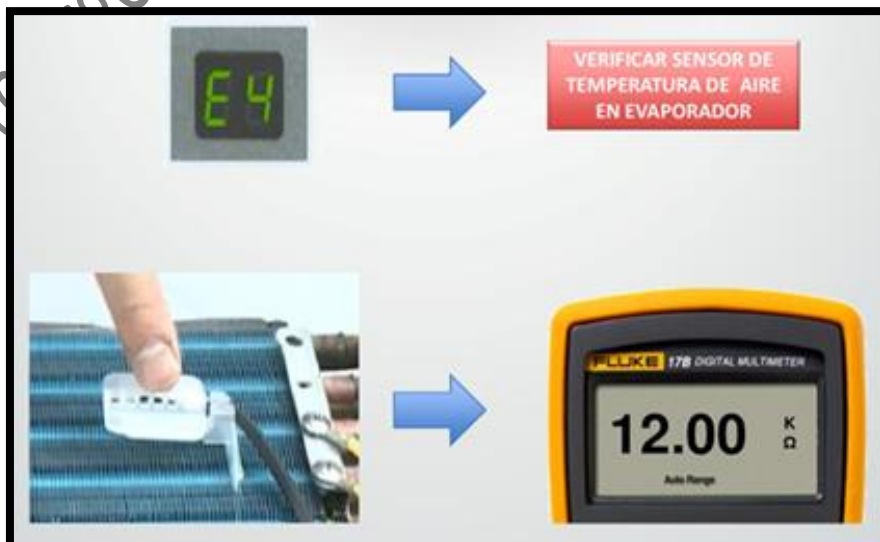 E4
VERIFICAR SENSOR DE
TEMPERATURA DE AIRE
EN EVAPORADOR
FLUKE 17B DIGITAL MULTIMETER
12.00 K
Ω
Auto Range